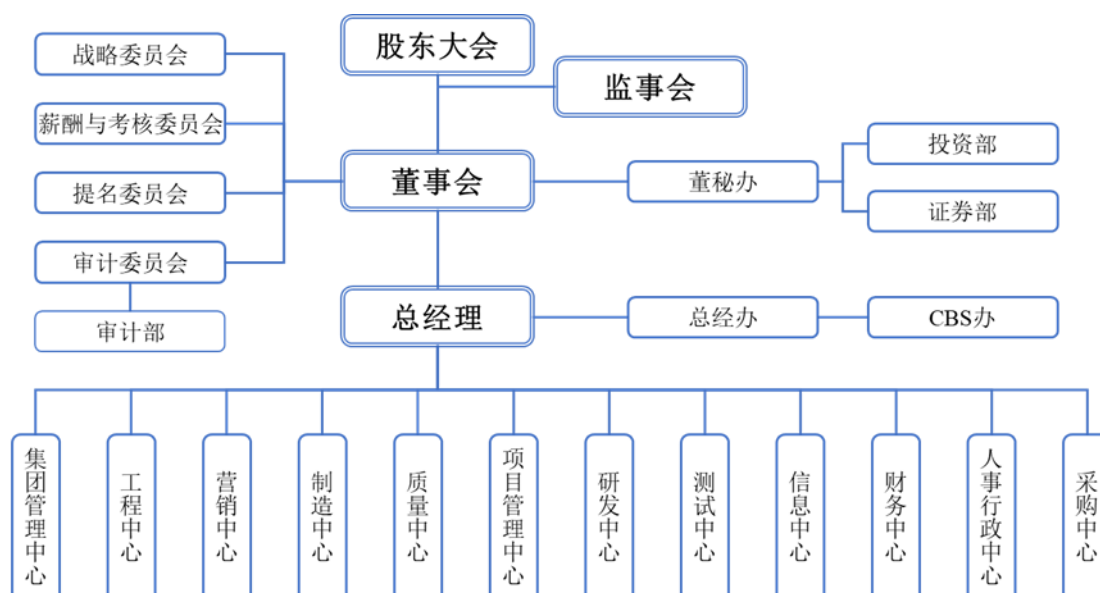 股东大会
战略委员会
监事会
薪酬与考核委员会
投资部
董事会
董秘办
提名委员会
证券部
审计委员会
总经理
总经办
CBS办
审计部
集团管理中心
工程中心
营销中心
制造中心
质量中心
项目管理中心
研发中心
测试中心
信息中心
财务中心
人事行政中心
采购中心